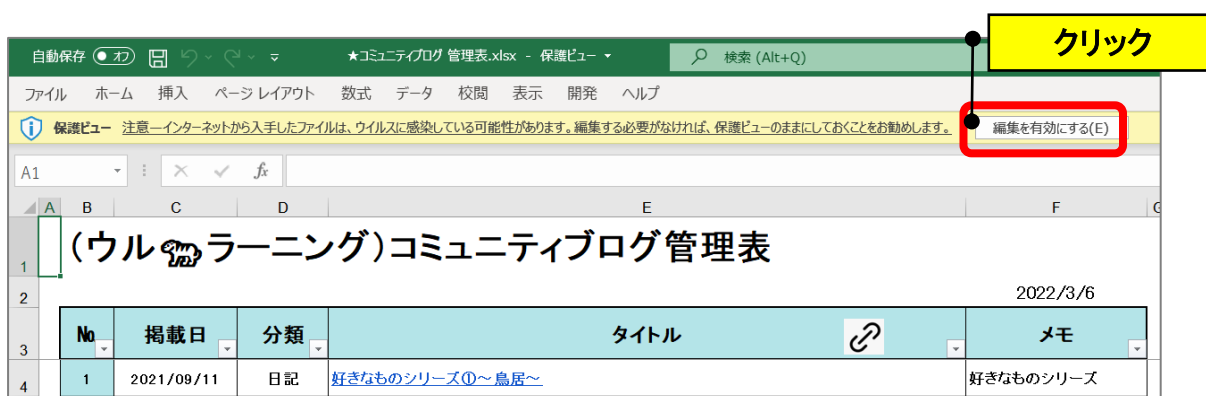 クリック
自動保存 オフ ★コミュニティブログ 管理表.xlsx - 保護ビュー 検索 (Alt+Q)
ファイル ホーム 挿入 ページ レイアウト 数式 データ 校閲 表示 開発 ヘルプ
保護ビュー 注意—インターネットから入手したファイルは、ウイルスに感染している可能性があります。編集する必要がなければ、保護ビューのままにしておくことをお勧めします。 編集を有効にする(E)
A1 fx
A B C D E F G
1 (ウル ラーニング)コミュニティブログ管理表
2 2022/3/6
3 No 掲載日 分類 タイトル メモ
4 1 2021/09/11 日記 好きなものシリーズ①～鳥居～ 好きなものシリーズ